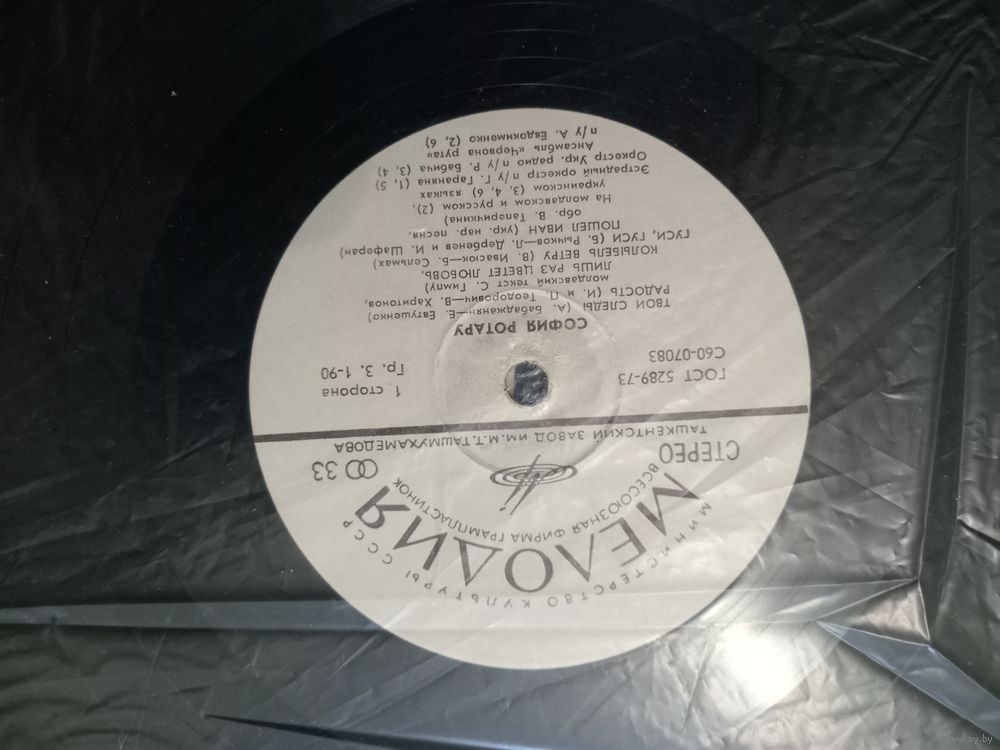 МИНИСТЕРСТВО КУЛЬТУРЫ СССР
МЕЛОДИЯ
ВСЕСОЮЗНАЯ ФИРМА ГРАМПЛАСТИНОК
СТЕРЕО
33
ТАШКЕНТСКИЙ ЗАВОД ИМ.М.Т.ТАШМУХАМЕДОВА
ГОСТ 5289-73
С60-07083
1 сторона
Гр. 3. 1-90
СОФИЯ РОТАРУ
ТВОИ СЛЕДЫ (А. Бабаджанян—Е. Евтушенко)
РАДОСТЬ (И. и П. Теодорович—В. Харитонов,
молдавский текст С. Гимпу)
ЛИШЬ РАЗ ЦВЕТЕТ ЛЮБОВЬ,
КОЛЫБЕЛЬ ВЕТРУ (В. Ивасюк—Б. Сельмах)
ГУСИ, ГУСИ (Б. Рычков—Л. Дербенев и И. Шаферан)
ПОШЕЛ ИВАН (укр. нар. песня,
обр. В. Таперичкина)
На молдавском и русском (2),
украинском (3, 4, 6) языках
Эстрадный оркестр п/у Г. Гараняна (1, 5)
Оркестр Укр. радио п/у Р. Бабича (3, 4)
Ансамбль «Червона рута»
п/у А. Евдокименко (2, 6)